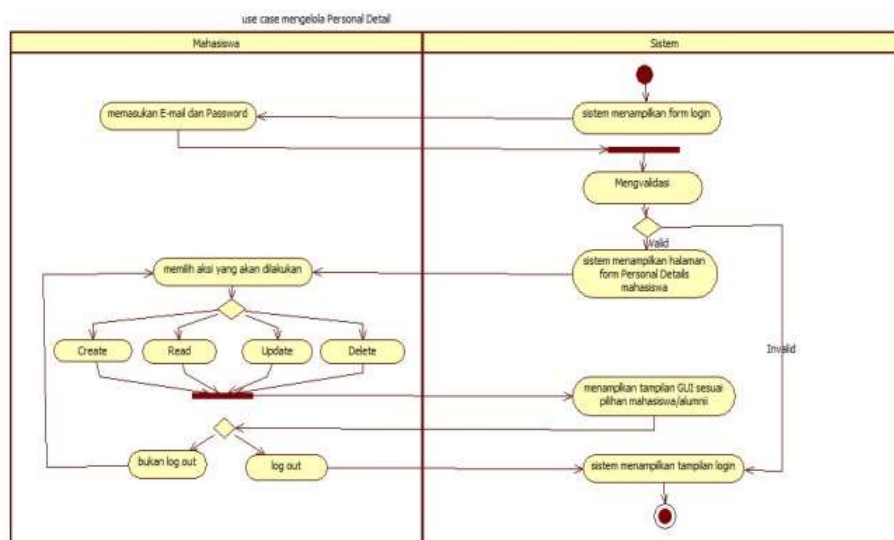 use case mengelola Personal Detail
Mahasiswa
Sistem
memasukan E-mail dan Password
sistem menampilkan form login
Mengvalidasi
Valid
memilih aksi yang akan dilakukan
sistem menampilkan halaman
form Personal Details
mahasiswa
Create
Read
Update
Delete
Invalid
menampilkan tampilan GUI sesuai
pilihan mahasiswa/alumnii
bukan log out
log out
sistem menampilkan tampilan login